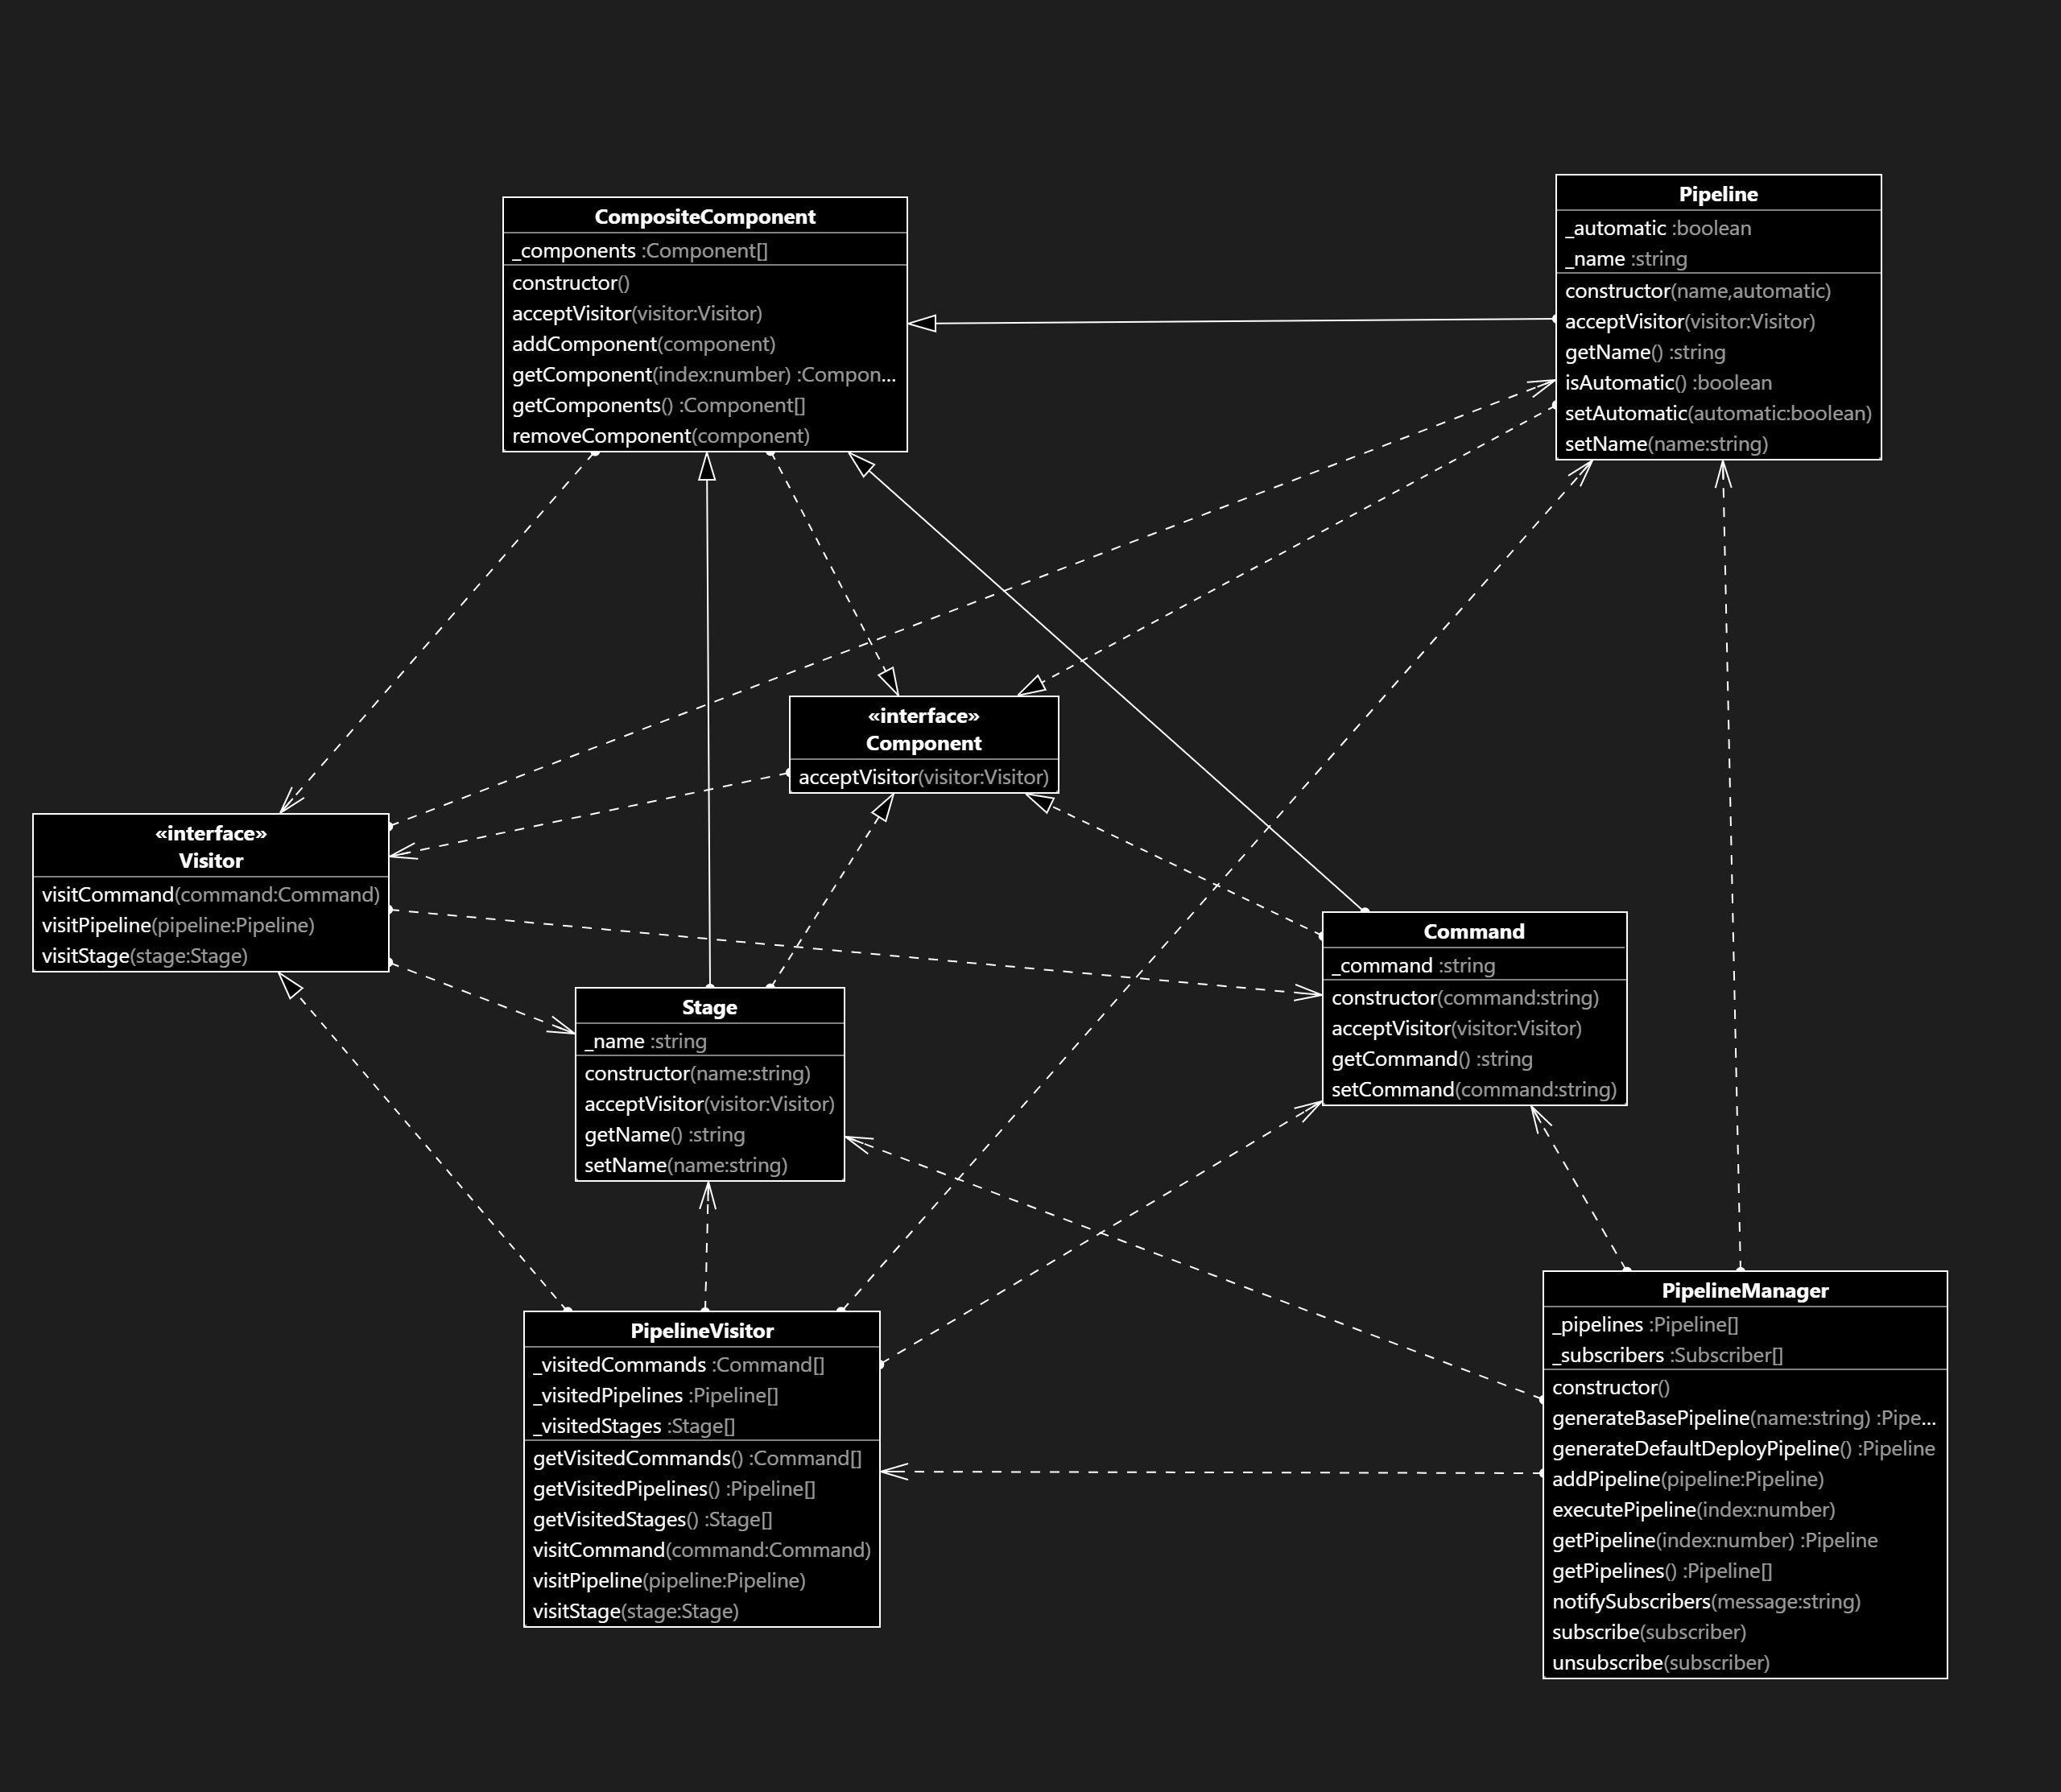 CompositeComponent
_components :Component[]
constructor()
acceptVisitor(visitor:Visitor)
addComponent(component)
getComponent(index:number) :Compon...
getComponents() :Component[]
removeComponent(component)
Pipeline
_automatic :boolean
_name :string
constructor(name,automatic)
acceptVisitor(visitor:Visitor)
getName() :string
isAutomatic() :boolean
setAutomatic(automatic:boolean)
setName(name:string)
«interface»
Component
acceptVisitor(visitor:Visitor)
«interface»
Visitor
visitCommand(command:Command)
visitPipeline(pipeline:Pipeline)
visitStage(stage:Stage)
Command
_command :string
constructor(command:string)
acceptVisitor(visitor:Visitor)
getCommand() :string
setCommand(command:string)
Stage
_name :string
constructor(name:string)
acceptVisitor(visitor:Visitor)
getName() :string
setName(name:string)
PipelineVisitor
_visitedCommands :Command[]
_visitedPipelines :Pipeline[]
_visitedStages :Stage[]
getVisitedCommands() :Command[]
getVisitedPipelines() :Pipeline[]
getVisitedStages() :Stage[]
visitCommand(command:Command)
visitPipeline(pipeline:Pipeline)
visitStage(stage:Stage)
PipelineManager
_pipelines :Pipeline[]
_subscribers :Subscriber[]
constructor()
generateBasePipeline(name:string) :Pipe...
generateDefaultDeployPipeline() :Pipeline
addPipeline(pipeline:Pipeline)
executePipeline(index:number)
getPipeline(index:number) :Pipeline
getPipelines() :Pipeline[]
notifySubscribers(message:string)
subscribe(subscriber)
unsubscribe(subscriber)